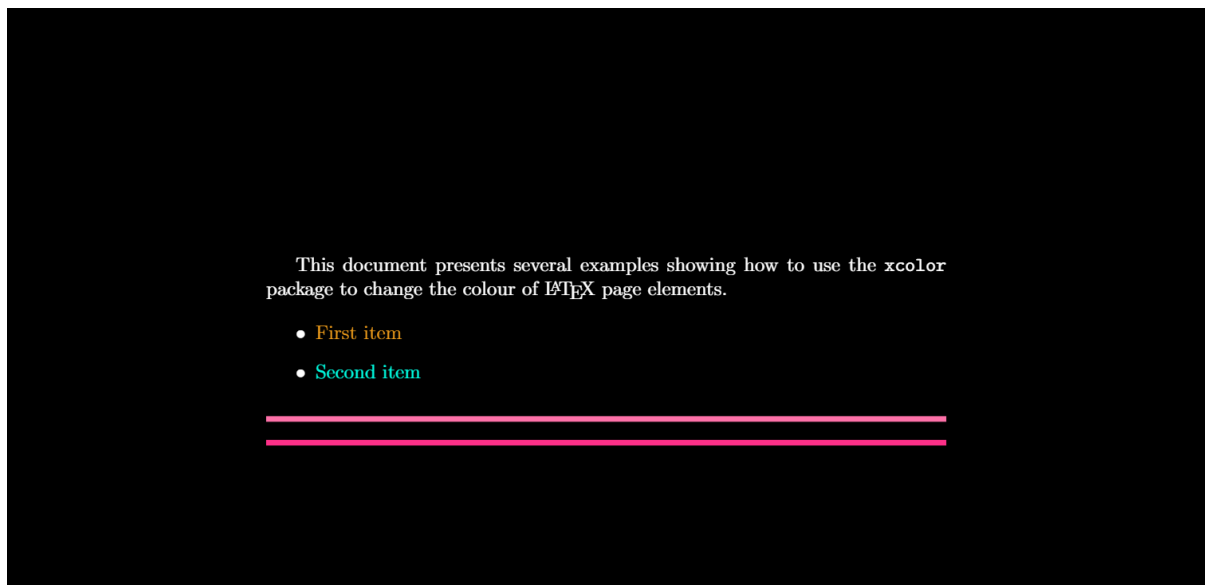 This document presents several examples showing how to use the xcolor
package to change the colour of LATEX page elements.
• First item
• Second item